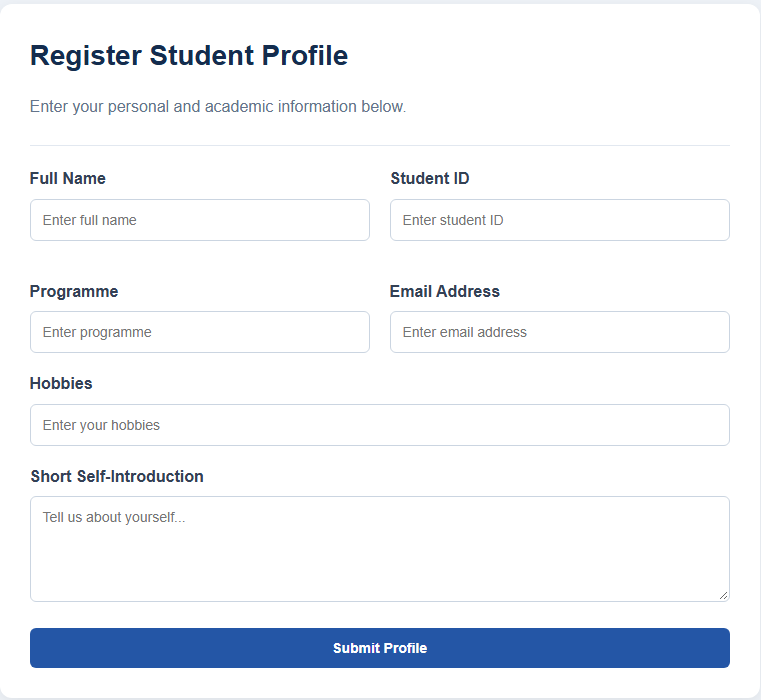 Register Student Profile
Enter your personal and academic information below.
Full Name
Student ID
Enter full name
Enter student ID
Programme
Email Address
Enter programme
Enter email address
Hobbies
Enter your hobbies
Short Self-Introduction
Tell us about yourself...
Submit Profile